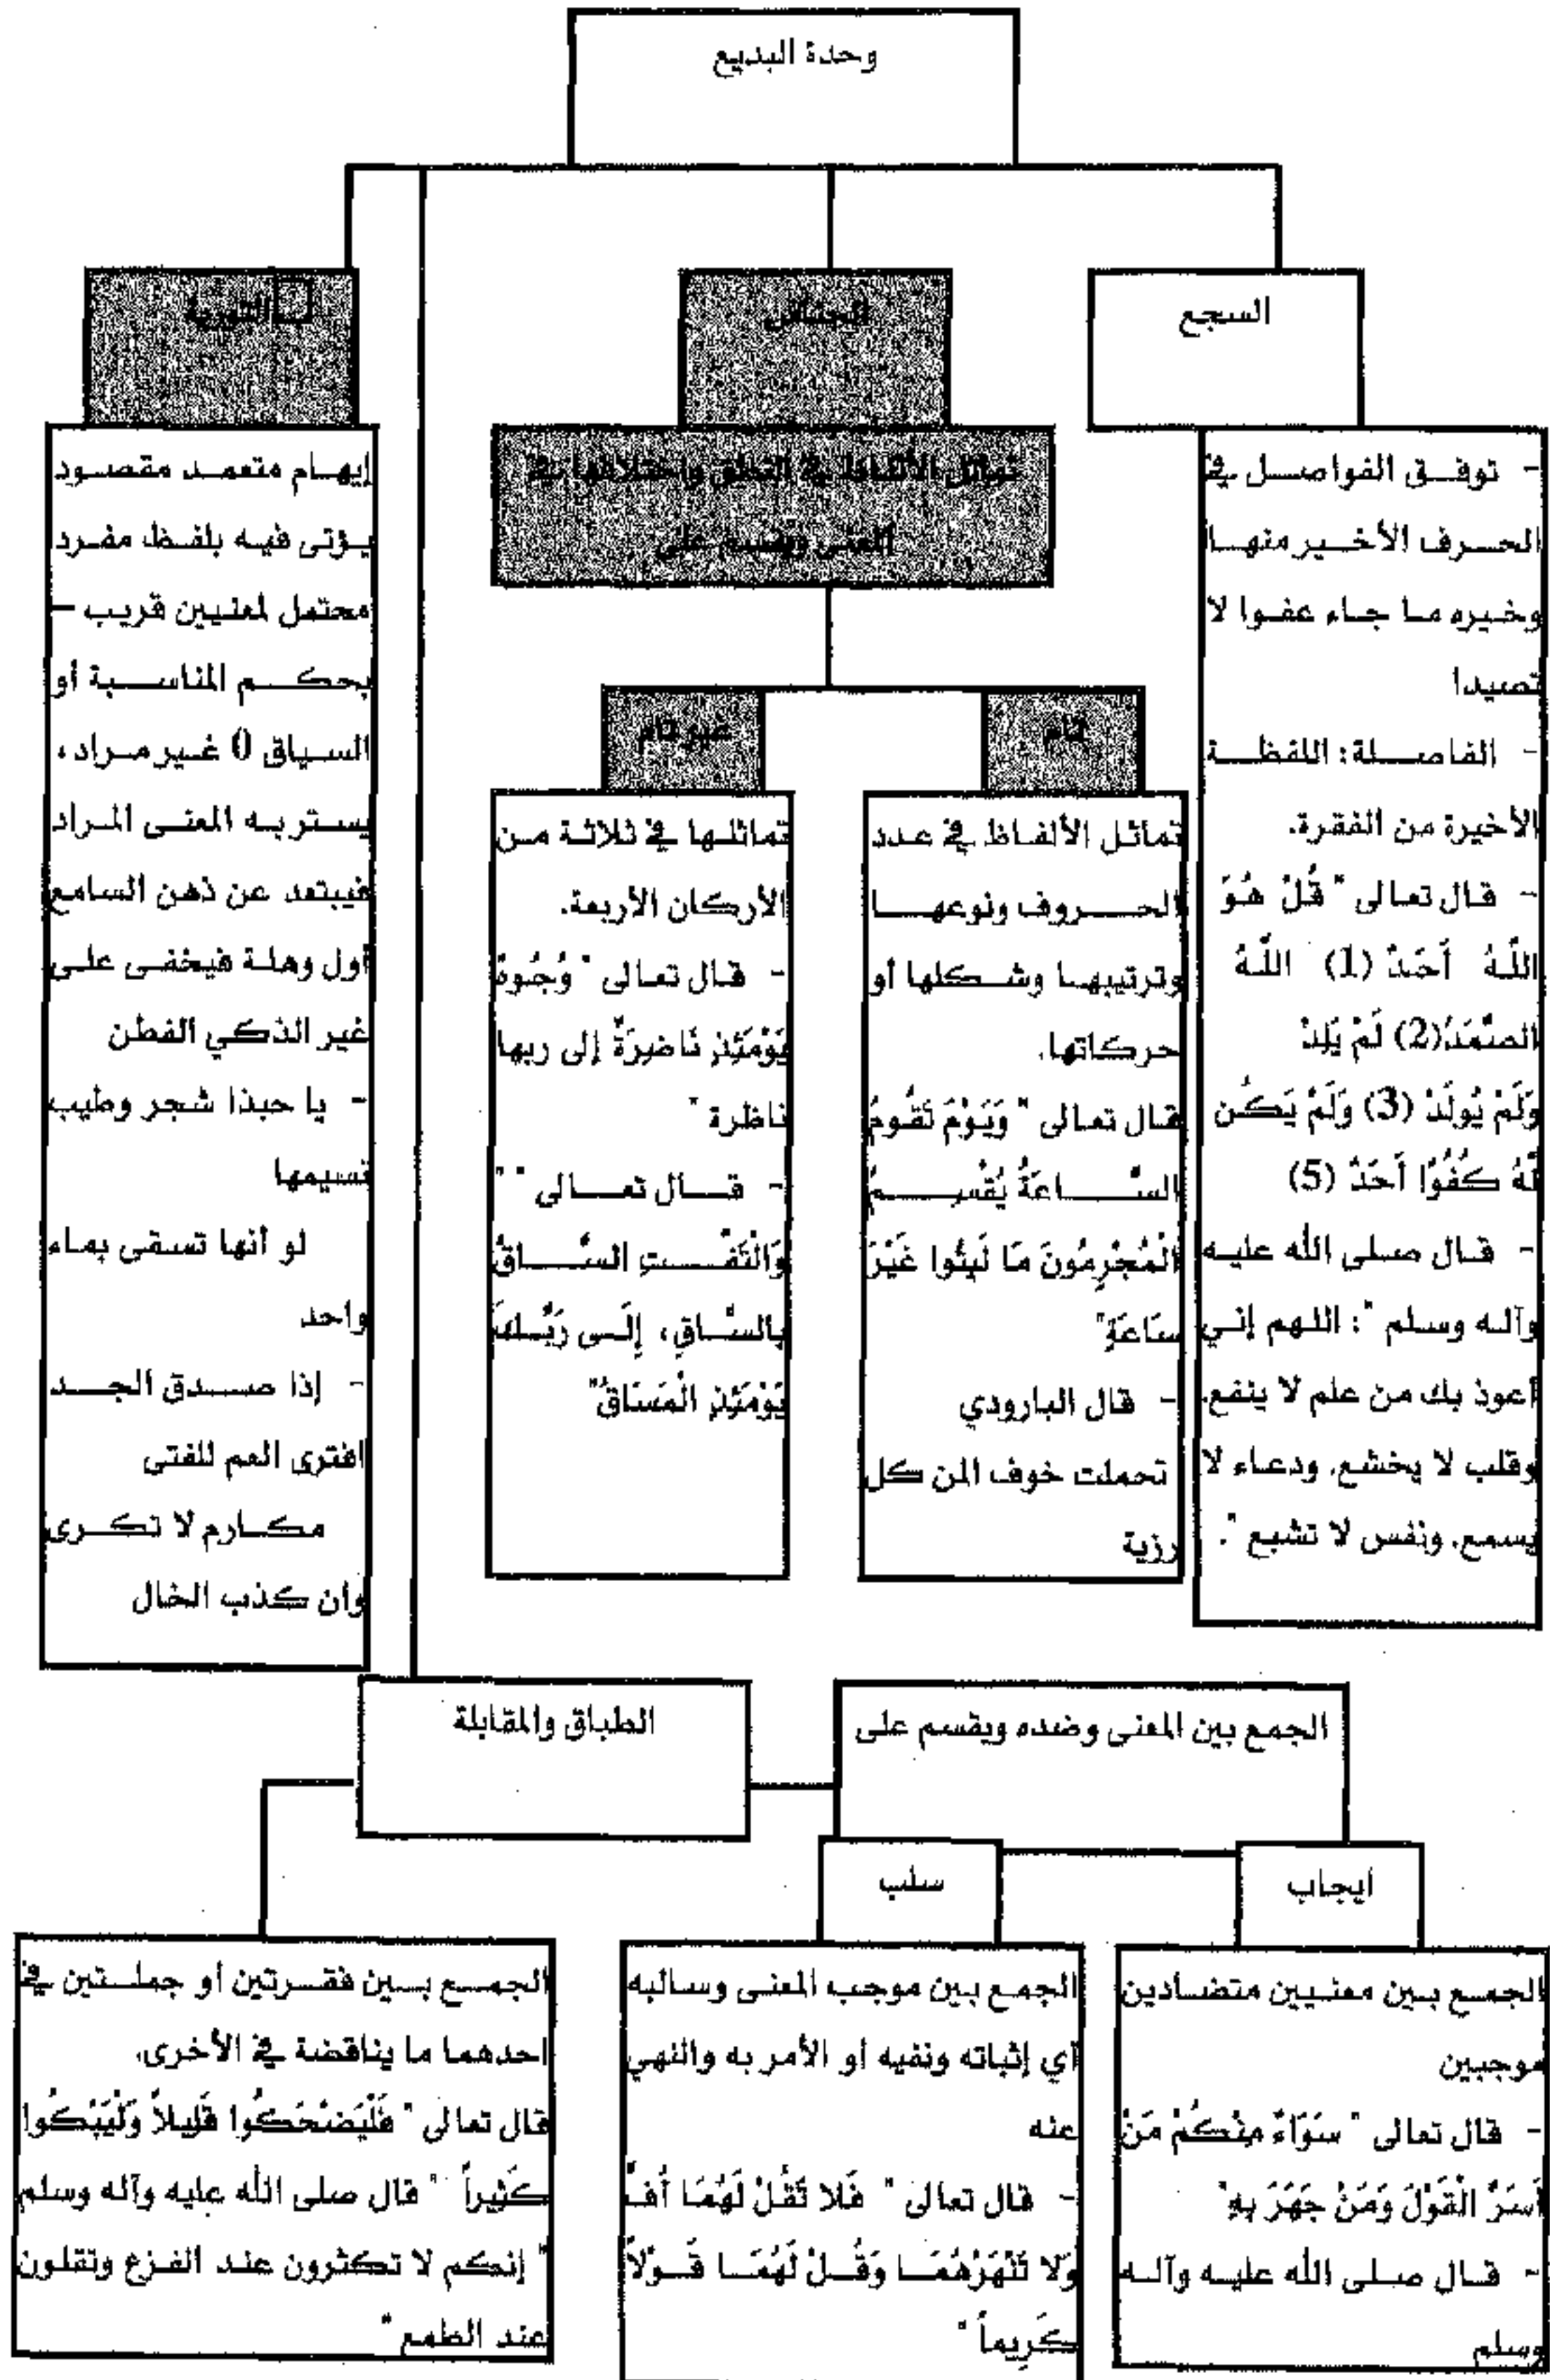 وحدة البديع
السجع
- توفق الفواصل في
الحرف الأخير منها
وخيره ما جاء عفوا لا
تصيدا
- الفاصلة: اللفظة
الأخيرة من الفقرة.
- قال تعالى " قُلْ هُوَ
اللَّهُ أَحَدٌ (1) اللَّهُ
الصَّمَدُ(2) لَمْ يَلِدْ
وَلَمْ يُولَدْ (3) وَلَمْ يَكُن
لَّهُ كُفُوًا أَحَدٌ (5)
- قال صلى الله عليه
وآله وسلم ": اللهم إني
أعوذ بك من علم لا ينفع.
وقلب لا يخشع. ودعاء لا
يسمع. ونفس لا تشبع ".
الجناس
تماثل الألفاظ في النطق واختلافها في
المعنى ويقسم على
تام
تماثل الألفاظ في عدد
الحروف ونوعها
وترتيبها وشكلها أو
حركاتها.
قال تعالى " وَيَوْمَ تَقُومُ
السَّاعَةُ يُقْسِمُ
الْمُجْرِمُونَ مَا لَبِثُوا غَيْرَ
سَاعَةٍ"
- قال البارودي
تحملت خوف المن كل
رزية
غير تام
تماثلها في ثلاثة من
الأركان الأربعة.
- قال تعالى " وُجُوهٌ
يَوْمَئِذٍ نَاضِرَةٌ إلى ربها
ناظرة "
- قال تعالى " "
وَالْتَفَّتِ السَّاقُ
بِالسَّاقِ، إِلَى رَبِّكَ
يَوْمَئِذٍ الْمَسَاقُ"
التورية
إيهام متعمد مقصود
يؤتى فيه بلفظ مفرد
محتمل لمعنيين قريب –
بحكم المناسبة أو
السياق 0 غير مراد،
يستر به المعنى المراد
فيبتعد عن ذهن السامع
أول وهلة فيخفى على
غير الذكي الفطن
- يا حبذا شجر وطيب
نسيمها
لو أنها تسقى بماء
واحد
- إذا صدق الجد
افترى العم للفتى
مكارم لا تكرى
وان كذب الخال
الطباق والمقابلة
الجمع بين المعنى وضده ويقسم على
ايجاب
الجمع بين معنيين متضادين
موجبين
- قال تعالى " سَوَاءٌ مِنْكُمْ مَنْ
أَسَرَّ الْقَوْلَ وَمَنْ جَهَرَ بِهِ"
- قال صلى الله عليه وآله
وسلم
سلب
الجمع بين موجب المعنى وسالبه
أي إثباته ونفيه أو الأمر به والنهي
عنه
- قال تعالى " فَلا تَقُلْ لَهُمَا أُفٍّ
وَلا تَنْهَرْهُمَا وَقُلْ لَهُمَا قَوْلاً
كَرِيماً "
الجمع بين فقرتين أو جملتين في
احدهما ما يناقضة في الأخرى.
قال تعالى " فَلْيَضْحَكُوا قَلِيلاً وَلْيَبْكُوا
كَثِيراً " قال صلى الله عليه وآله وسلم
" إنكم لا تكثرون عند الفزع وتقلون
عند الطمع "